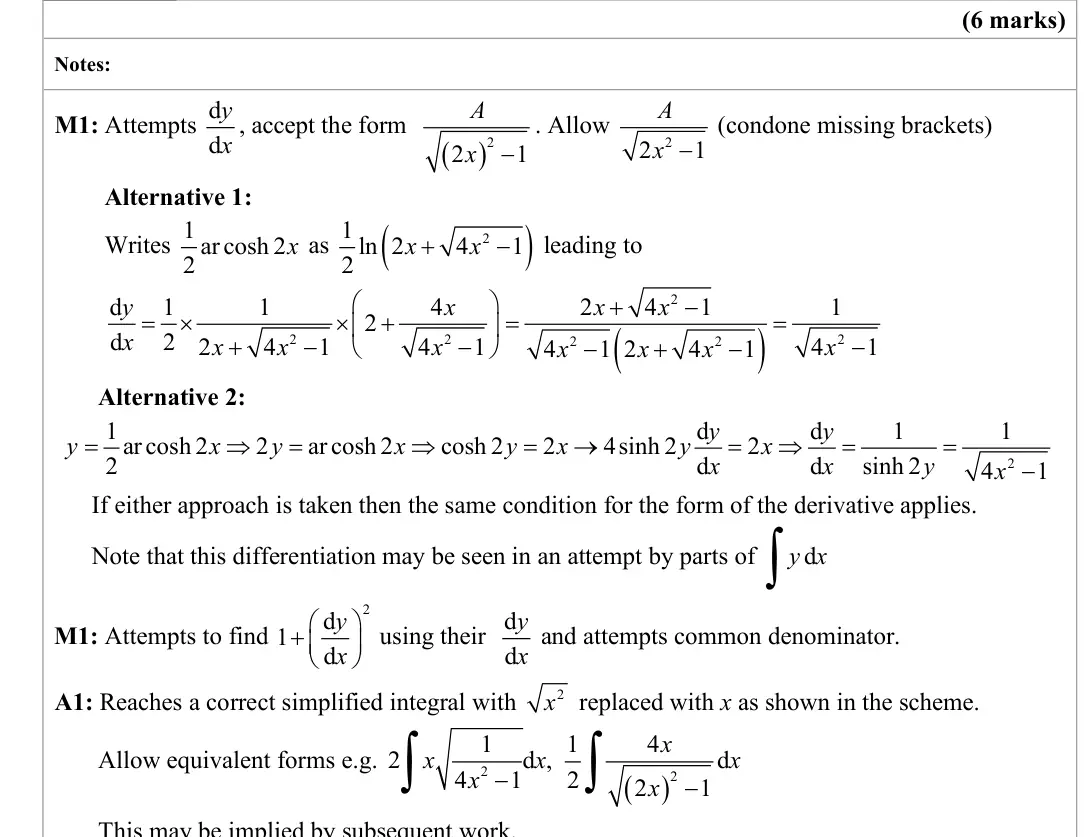 (6 marks)
Notes:
M1: Attempts dy/dx, accept the form A/√((2x)² −1). Allow A/√(2x² −1) (condone missing brackets)
Alternative 1:
Writes 1/2 ar cosh 2x as 1/2 ln(2x + √(4x² −1)) leading to
dy/dx = 1/2 × 1/(2x + √(4x² −1)) × (2 + 4x/√(4x² −1)) = (2x + √(4x² −1))/(√(4x² −1)(2x + √(4x² −1))) = 1/√(4x² −1)
Alternative 2:
y = 1/2 ar cosh 2x ⇒ 2y = ar cosh 2x ⇒ cosh 2y = 2x → 4 sinh 2y dy/dx = 2x ⇒ dy/dx = 1/sinh 2y = 1/√(4x² −1)
If either approach is taken then the same condition for the form of the derivative applies.
Note that this differentiation may be seen in an attempt by parts of ∫ y dx
M1: Attempts to find 1+(dy/dx)² using their dy/dx and attempts common denominator.
A1: Reaches a correct simplified integral with √(x²) replaced with x as shown in the scheme.
Allow equivalent forms e.g. 2∫ x√(1/(4x² −1)) dx, 1/2 ∫ 4x/√((2x)² −1) dx
This may be implied by subsequent work.